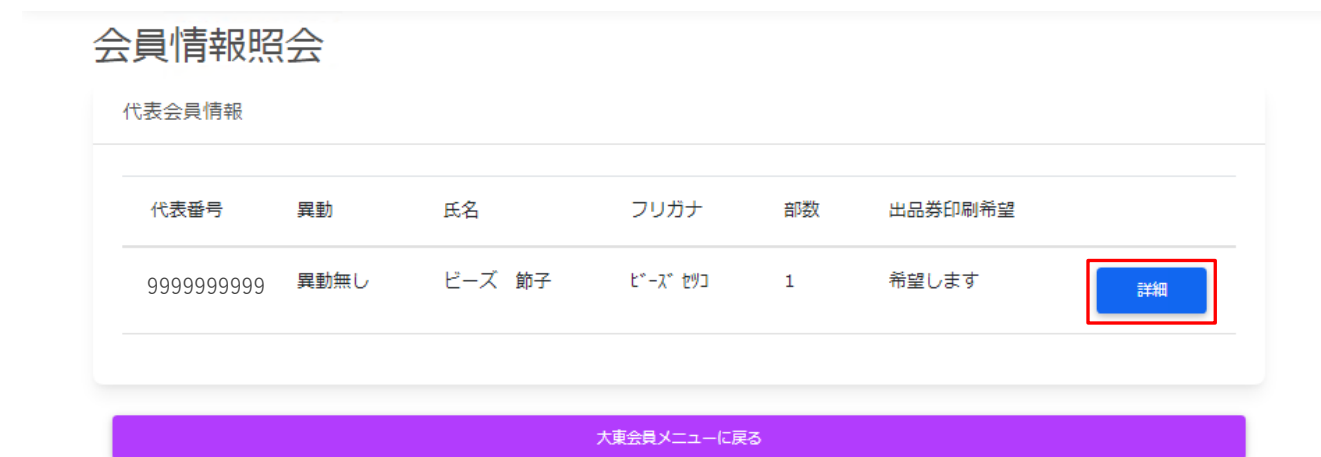 会員情報照会
代表会員情報
代表番号 異動 氏名 フリガナ 部数 出品券印刷希望
9999999999 異動無し ビーズ　節子 ﾋﾞｰｽﾞ ｾﾂｺ 1 希望します 詳細
大東会員メニューに戻る